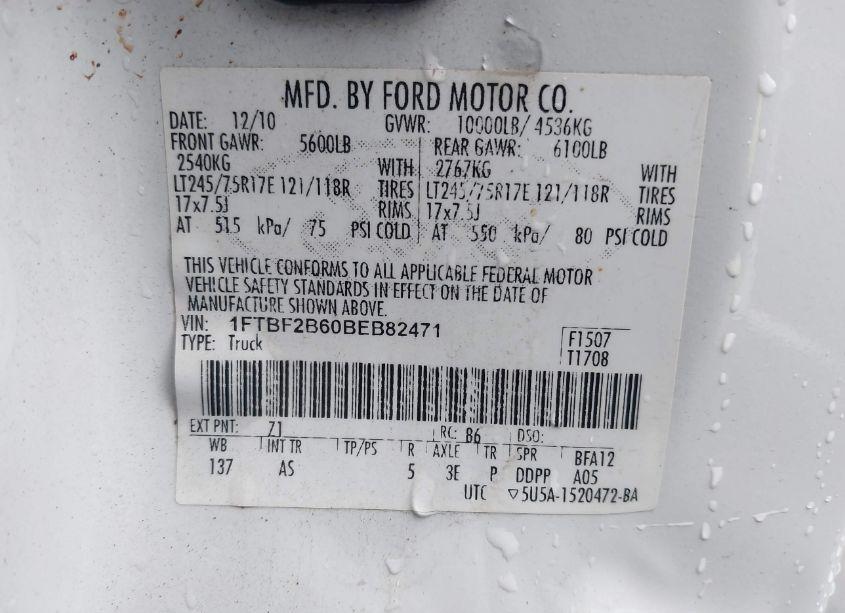 MFD. BY FORD MOTOR CO.
DATE: 12/10 GVWR: 10000LB/ 4536KG
FRONT GAWR: 5600LB REAR GAWR: 6100LB
2540KG WITH 2767KG WITH
LT245/75R17E 121/118R TIRES LT245/75R17E 121/118R TIRES
17x7.5J RIMS 17x7.5J RIMS
AT 515 kPa/ 75 PSI COLD AT 550 kPa/ 80 PSI COLD
THIS VEHICLE CONFORMS TO ALL APPLICABLE FEDERAL MOTOR
VEHICLE SAFETY STANDARDS IN EFFECT ON THE DATE OF
MANUFACTURE SHOWN ABOVE.
VIN: 1FTBF2B60BEB82471
TYPE: Truck
F1507
T1708
EXT PNT: Z1 RC: 86 DSO:
WB INT TR TP/PS R AXLE TR SPR BFA12
137 AS 5 3E P DDPP A05
UTC ▽5U5A-1520472-BA